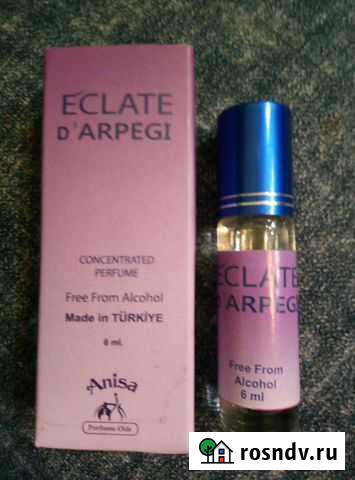 ÉCLATE
D'ARPEGI
CONCENTRATED
PERFUME
Free From Alcohol
Made in TÜRKİYE
6 ml.
Anisa
Perfume Oils
ECLATE
D'ARPEGI
Free From
Alcohol
6 ml
rosndv.ru